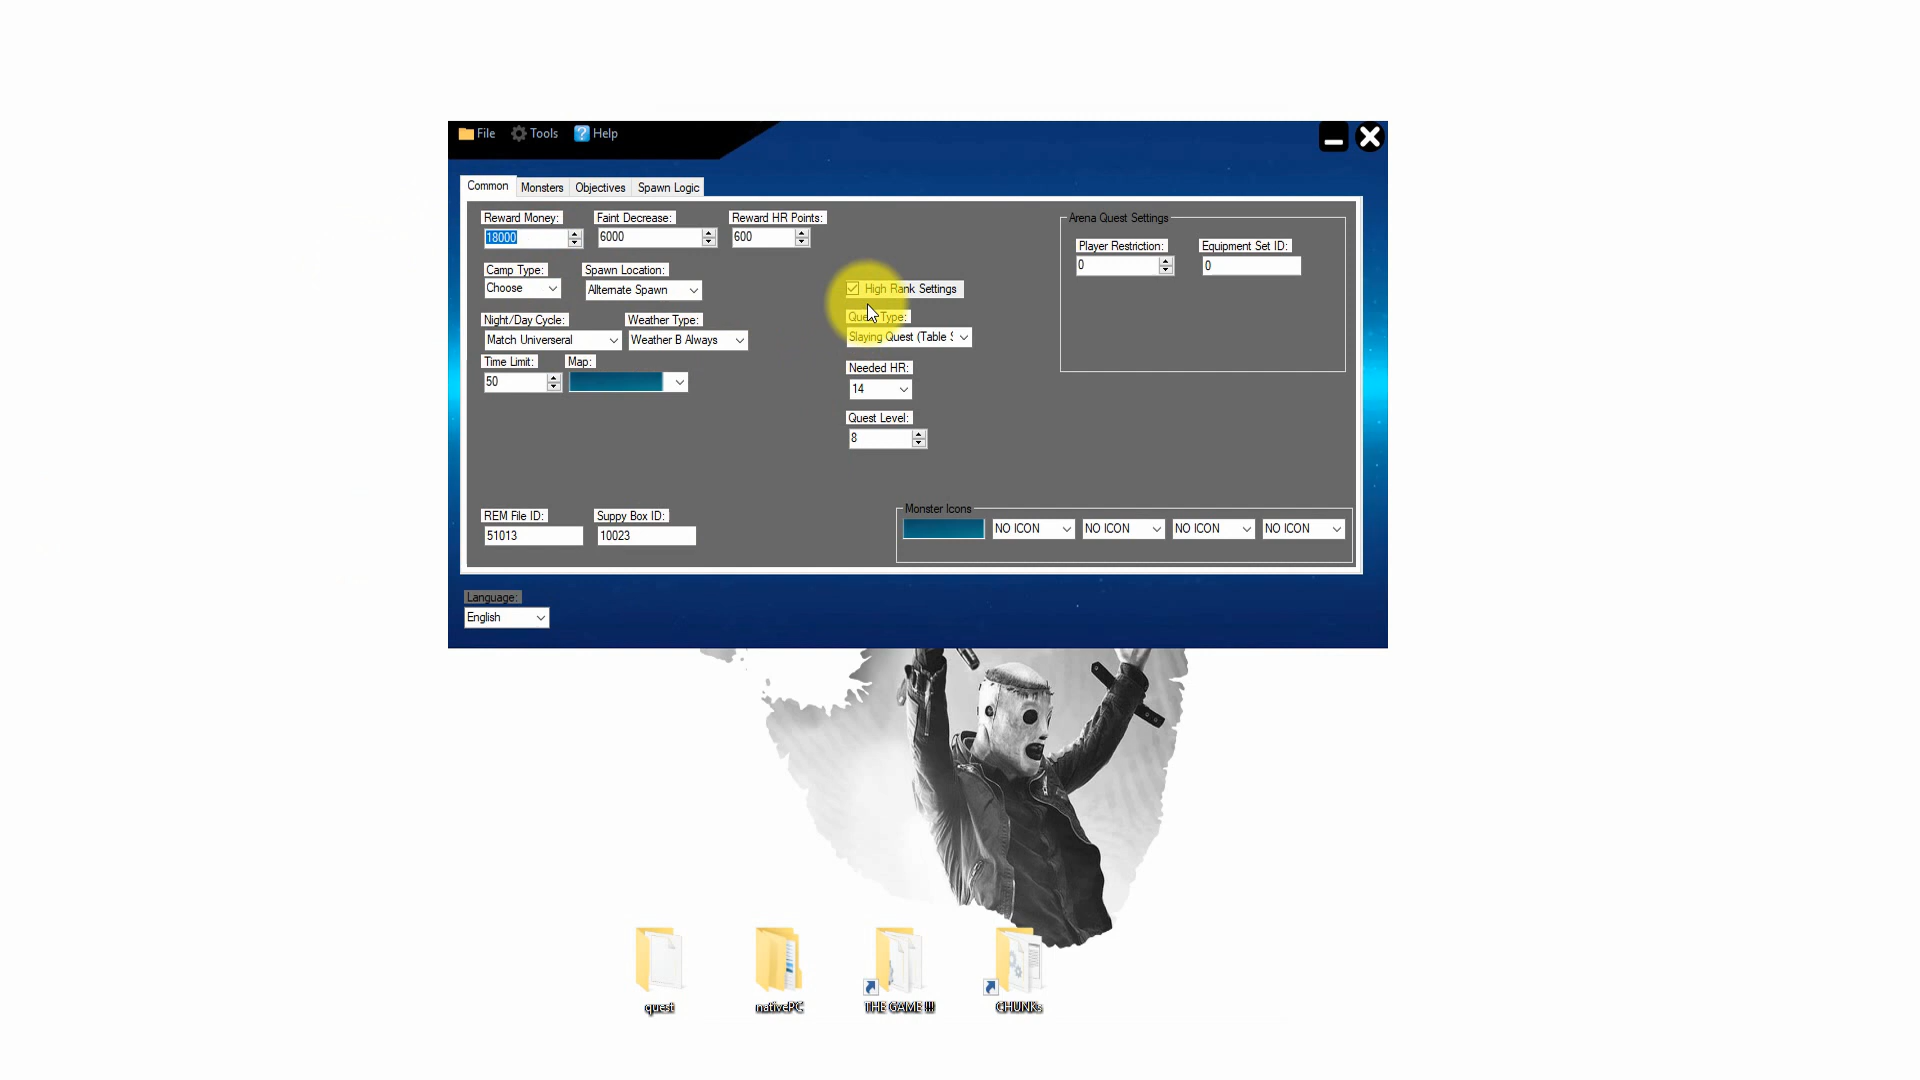 File Tools Help
Common Monsters Objectives Spawn Logic
Reward Money: Faint Decrease: Reward HR Points:
18000 6000 600
Arena Quest Settings
Player Restriction: Equipment Set ID:
0 0
Camp Type: Spawn Location:
Choose Allternate Spawn
High Rank Settings
Night/Day Cycle: Weather Type:
Match Universeral Weather B Always
Type:
Slaying Quest (Table
Time Limit: Map:
50
Needed HR:
14
Quest Level:
8
REM File ID: Suppy Box ID:
51013 10023
Monster Icons
NO ICON NO ICON NO ICON NO ICON
Language:
English
quest nativePC THE GAME !!! CHUNKs